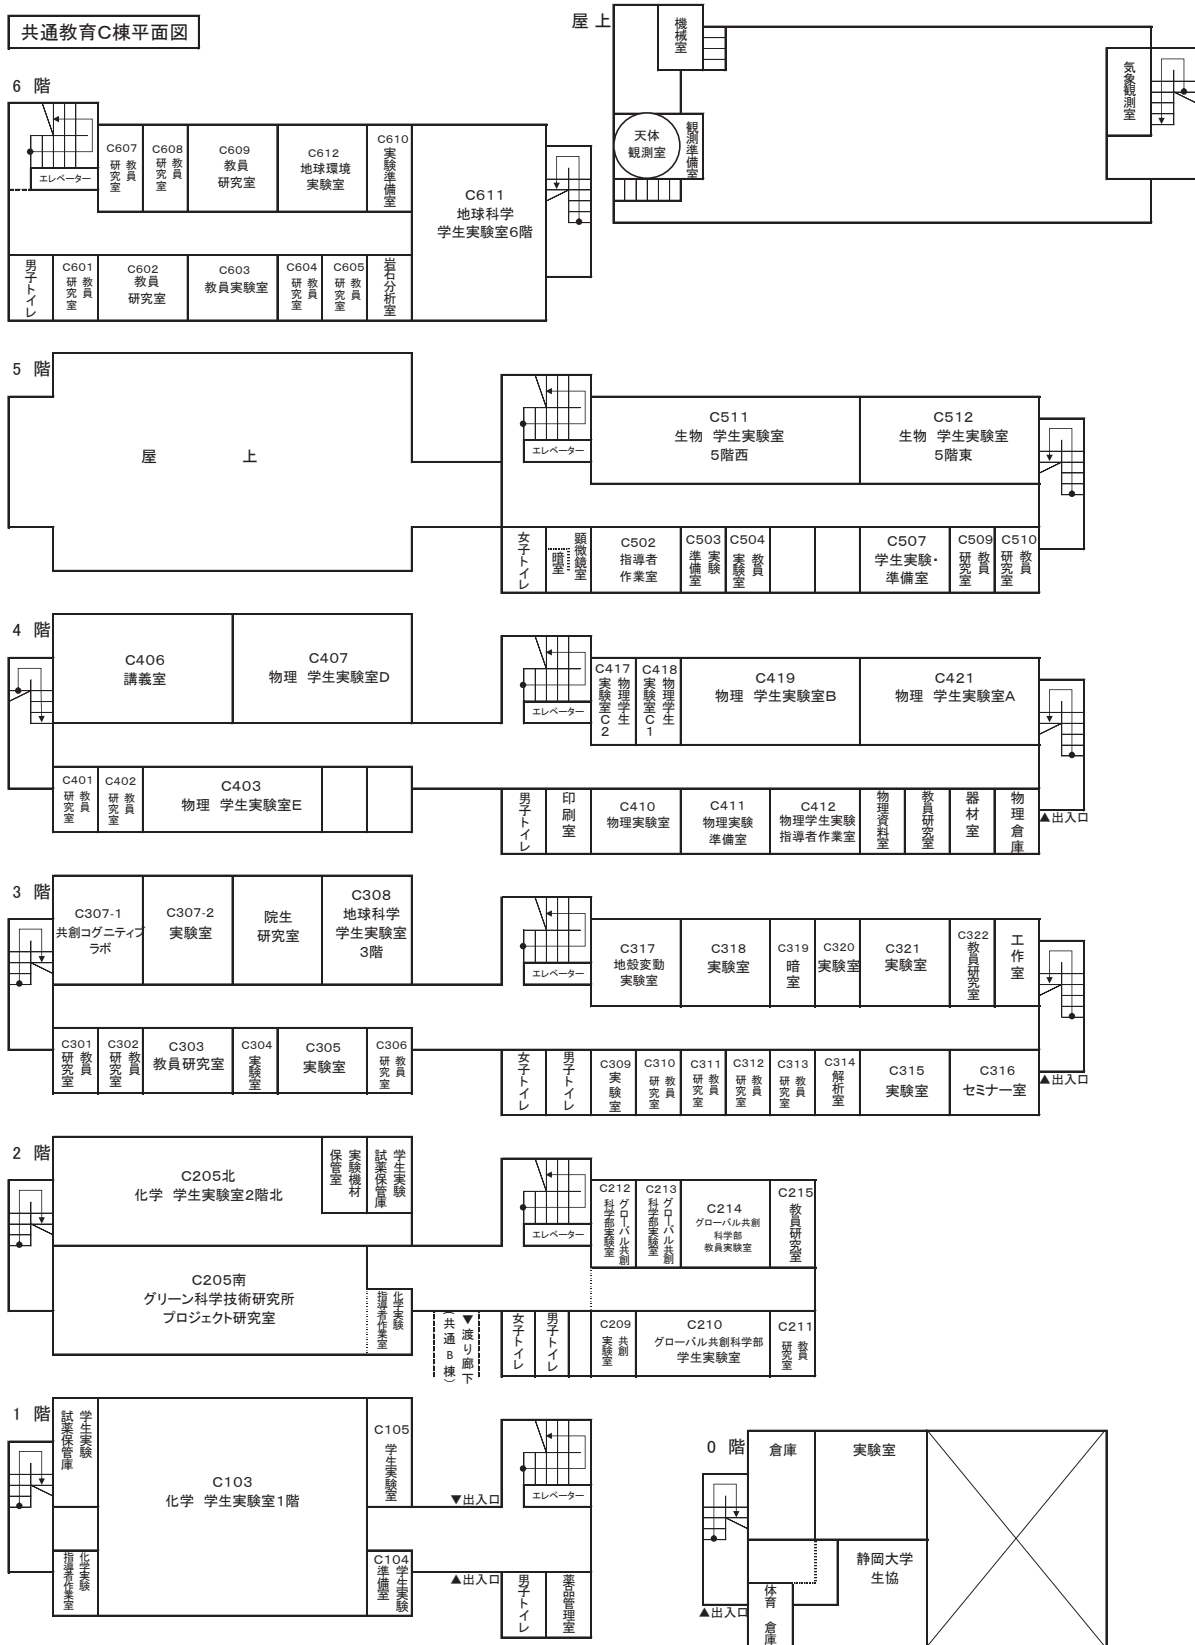 共通教育C棟平面図
屋上
機械室
気象観測室
天体
観測室
観測準備室
6 階
エレベーター
C607
教員
研究室
C608
教員
研究室
C609
教員
研究室
C612
地球環境
実験室
C610
実験準備室
C611
地球科学
学生実験室6階
男子トイレ
C601
教員
研究室
C602
教員
研究室
C603
教員実験室
C604
教員
研究室
C605
教員
研究室
岩石分析室
5 階
屋 上
エレベーター
C511
生物 学生実験室
5階西
C512
生物 学生実験室
5階東
女子トイレ
顕微鏡室
暗室
C502
指導者
作業室
C503
実験
準備室
C504
教員
実験室
C507
学生実験・
準備室
C509
教員
研究室
C510
教員
研究室
4 階
C406
講義室
C407
物理 学生実験室D
エレベーター
C417
物理学生
実験室C2
C418
物理学生
実験室C1
C419
物理 学生実験室B
C421
物理 学生実験室A
C401
教員
研究室
C402
教員
研究室
C403
物理 学生実験室E
男子トイレ
印刷室
C410
物理実験室
C411
物理実験
準備室
C412
物理学生実験
指導者作業室
物理資料室
教員研究室
器材室
物理倉庫
▲出入口
3 階
C307-1
共創コグニティブ
ラボ
C307-2
実験室
院生
研究室
C308
地球科学
学生実験室
3階
エレベーター
C317
地殻変動
実験室
C318
実験室
C319
暗室
C320
実験室
C321
実験室
C322
教員研究室
工作室
C301
教員
研究室
C302
教員
研究室
C303
教員研究室
C304
実験室
C305
実験室
C306
教員
研究室
女子トイレ
男子トイレ
C309
実験室
C310
教員
研究室
C311
教員
研究室
C312
教員
研究室
C313
教員
研究室
C314
解析室
C315
実験室
C316
セミナー室
▲出入口
2 階
C205北
化学 学生実験室2階北
実験機材
保管室
学生実験
試薬保管庫
エレベーター
C212
グローバル共創
科学部実験室
C213
グローバル共創
科学部実験室
C214
グローバル共創
科学部
教員実験室
C215
教員研究室
C205南
グリーン科学技術研究所
プロジェクト研究室
化学実験
指導者作業室
▼渡り廊下
(共通B棟)
女子トイレ
男子トイレ
C209
共創
実験室
C210
グローバル共創科学部
学生実験室
C211
教員
研究室
1 階
学生実験
試薬保管庫
C103
化学 学生実験室1階
C105
学生実験室
▼出入口
エレベーター
化学実験
指導者作業室
C104
学生実験
準備室
▲出入口
男子トイレ
薬品管理室
0 階
倉庫
実験室
静岡大学
生協
▲出入口
体育 倉庫